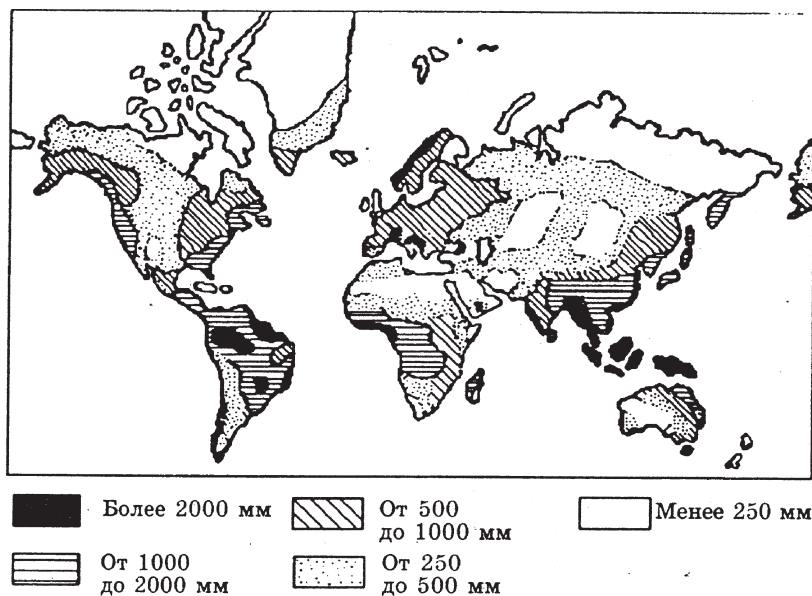 Более 2000 мм
От 500
до 1000 мм
Менее 250 мм
От 1000
до 2000 мм
От 250
до 500 мм